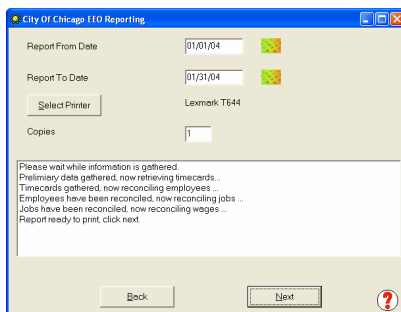 City Of Chicago EEO Reporting
Report From Date 01/01/04
Report To Date 01/31/04
Select Printer Lexmark T644
Copies 1
Please wait while information is gathered.
Prelimiary data gathered, now retrieving timecards...
Timecards gathered, now reconciling employees ...
Employees have been reconciled, now reconciling jobs ...
Jobs have been reconciled, now reconciling wages ...
Report ready to print, click next.
Back Next ?